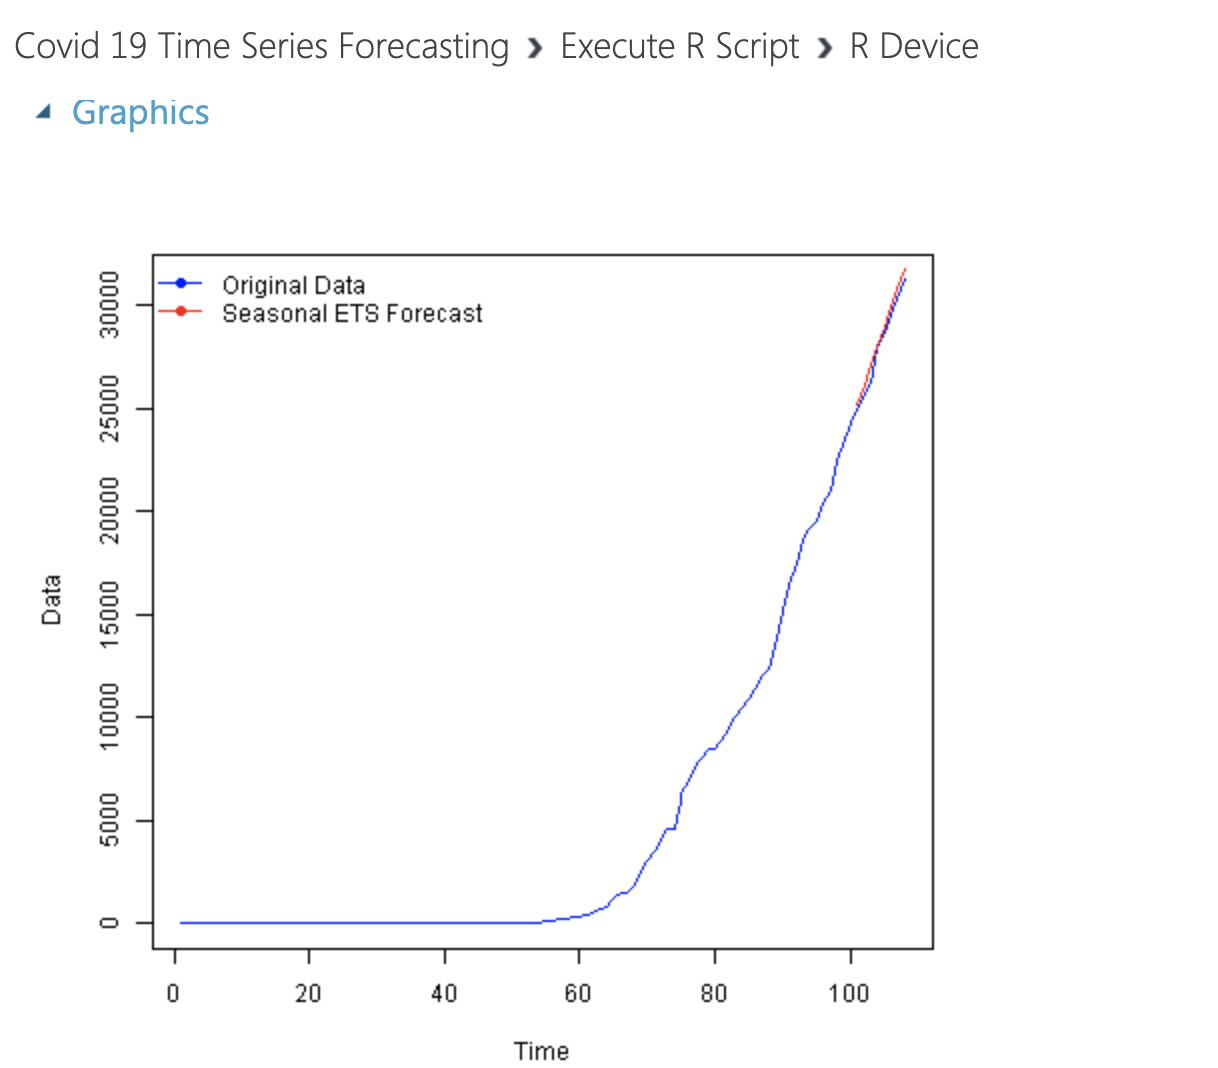 Covid 19 Time Series Forecasting › Execute R Script › R Device
Graphics
Original Data
Seasonal ETS Forecast
30000
25000
20000
15000
10000
5000
0
Data
0 20 40 60 80 100
Time